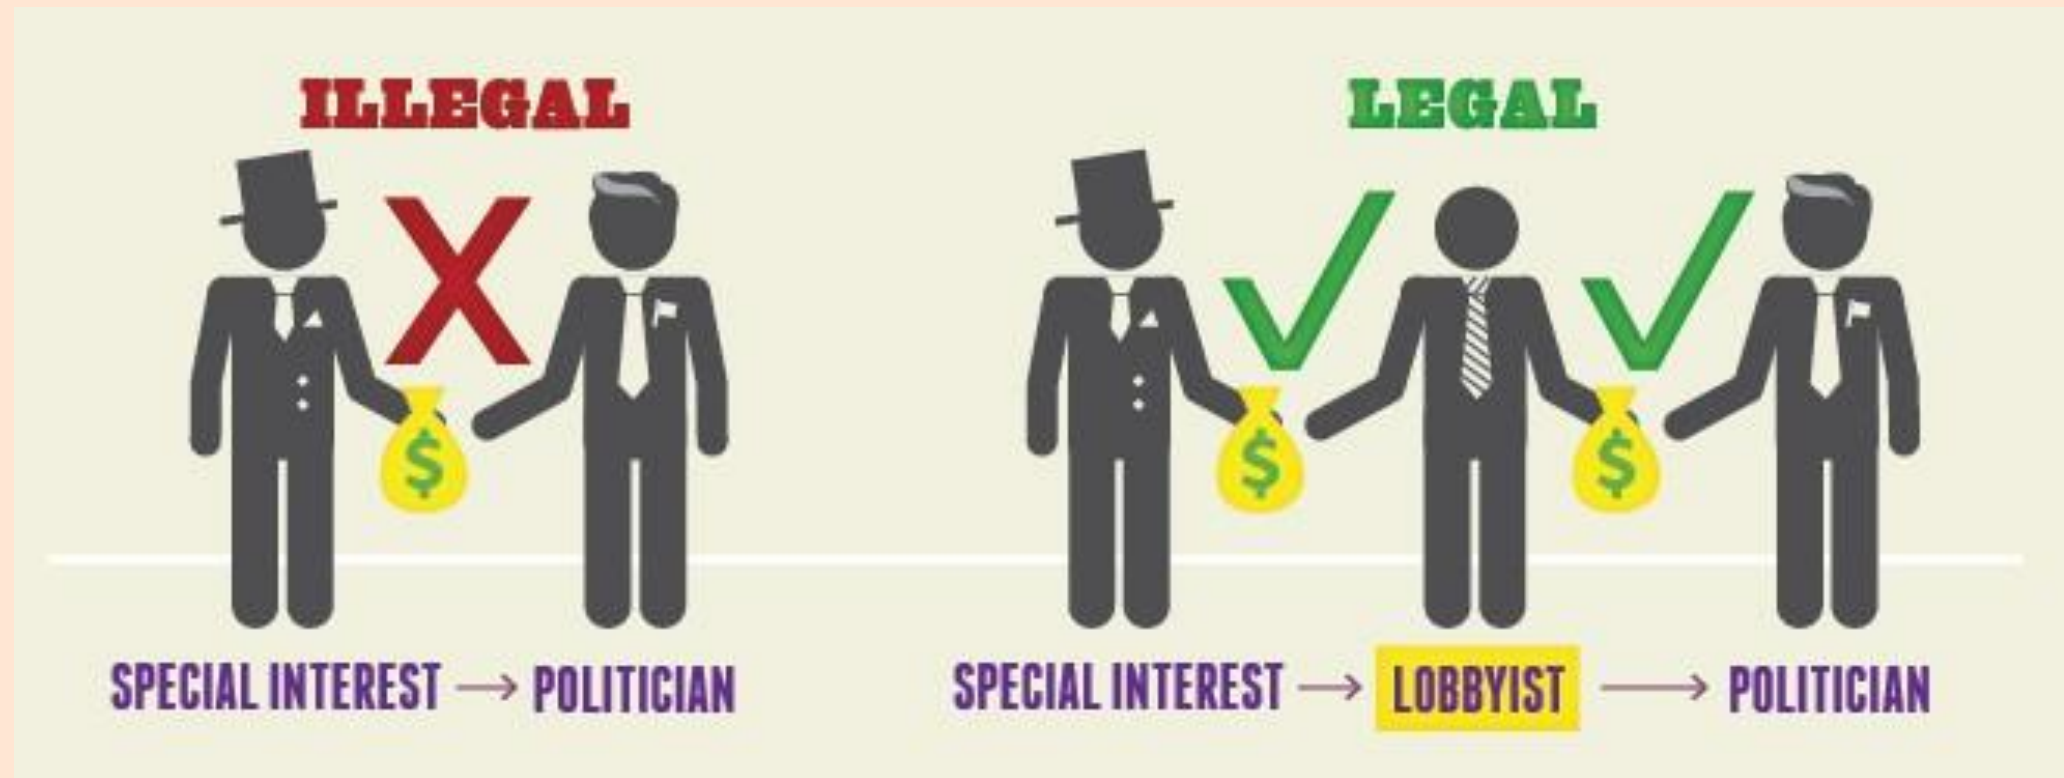 ILLEGAL
LEGAL
X
$
$
$
SPECIAL INTEREST → POLITICIAN
SPECIAL INTEREST → LOBBYIST → POLITICIAN